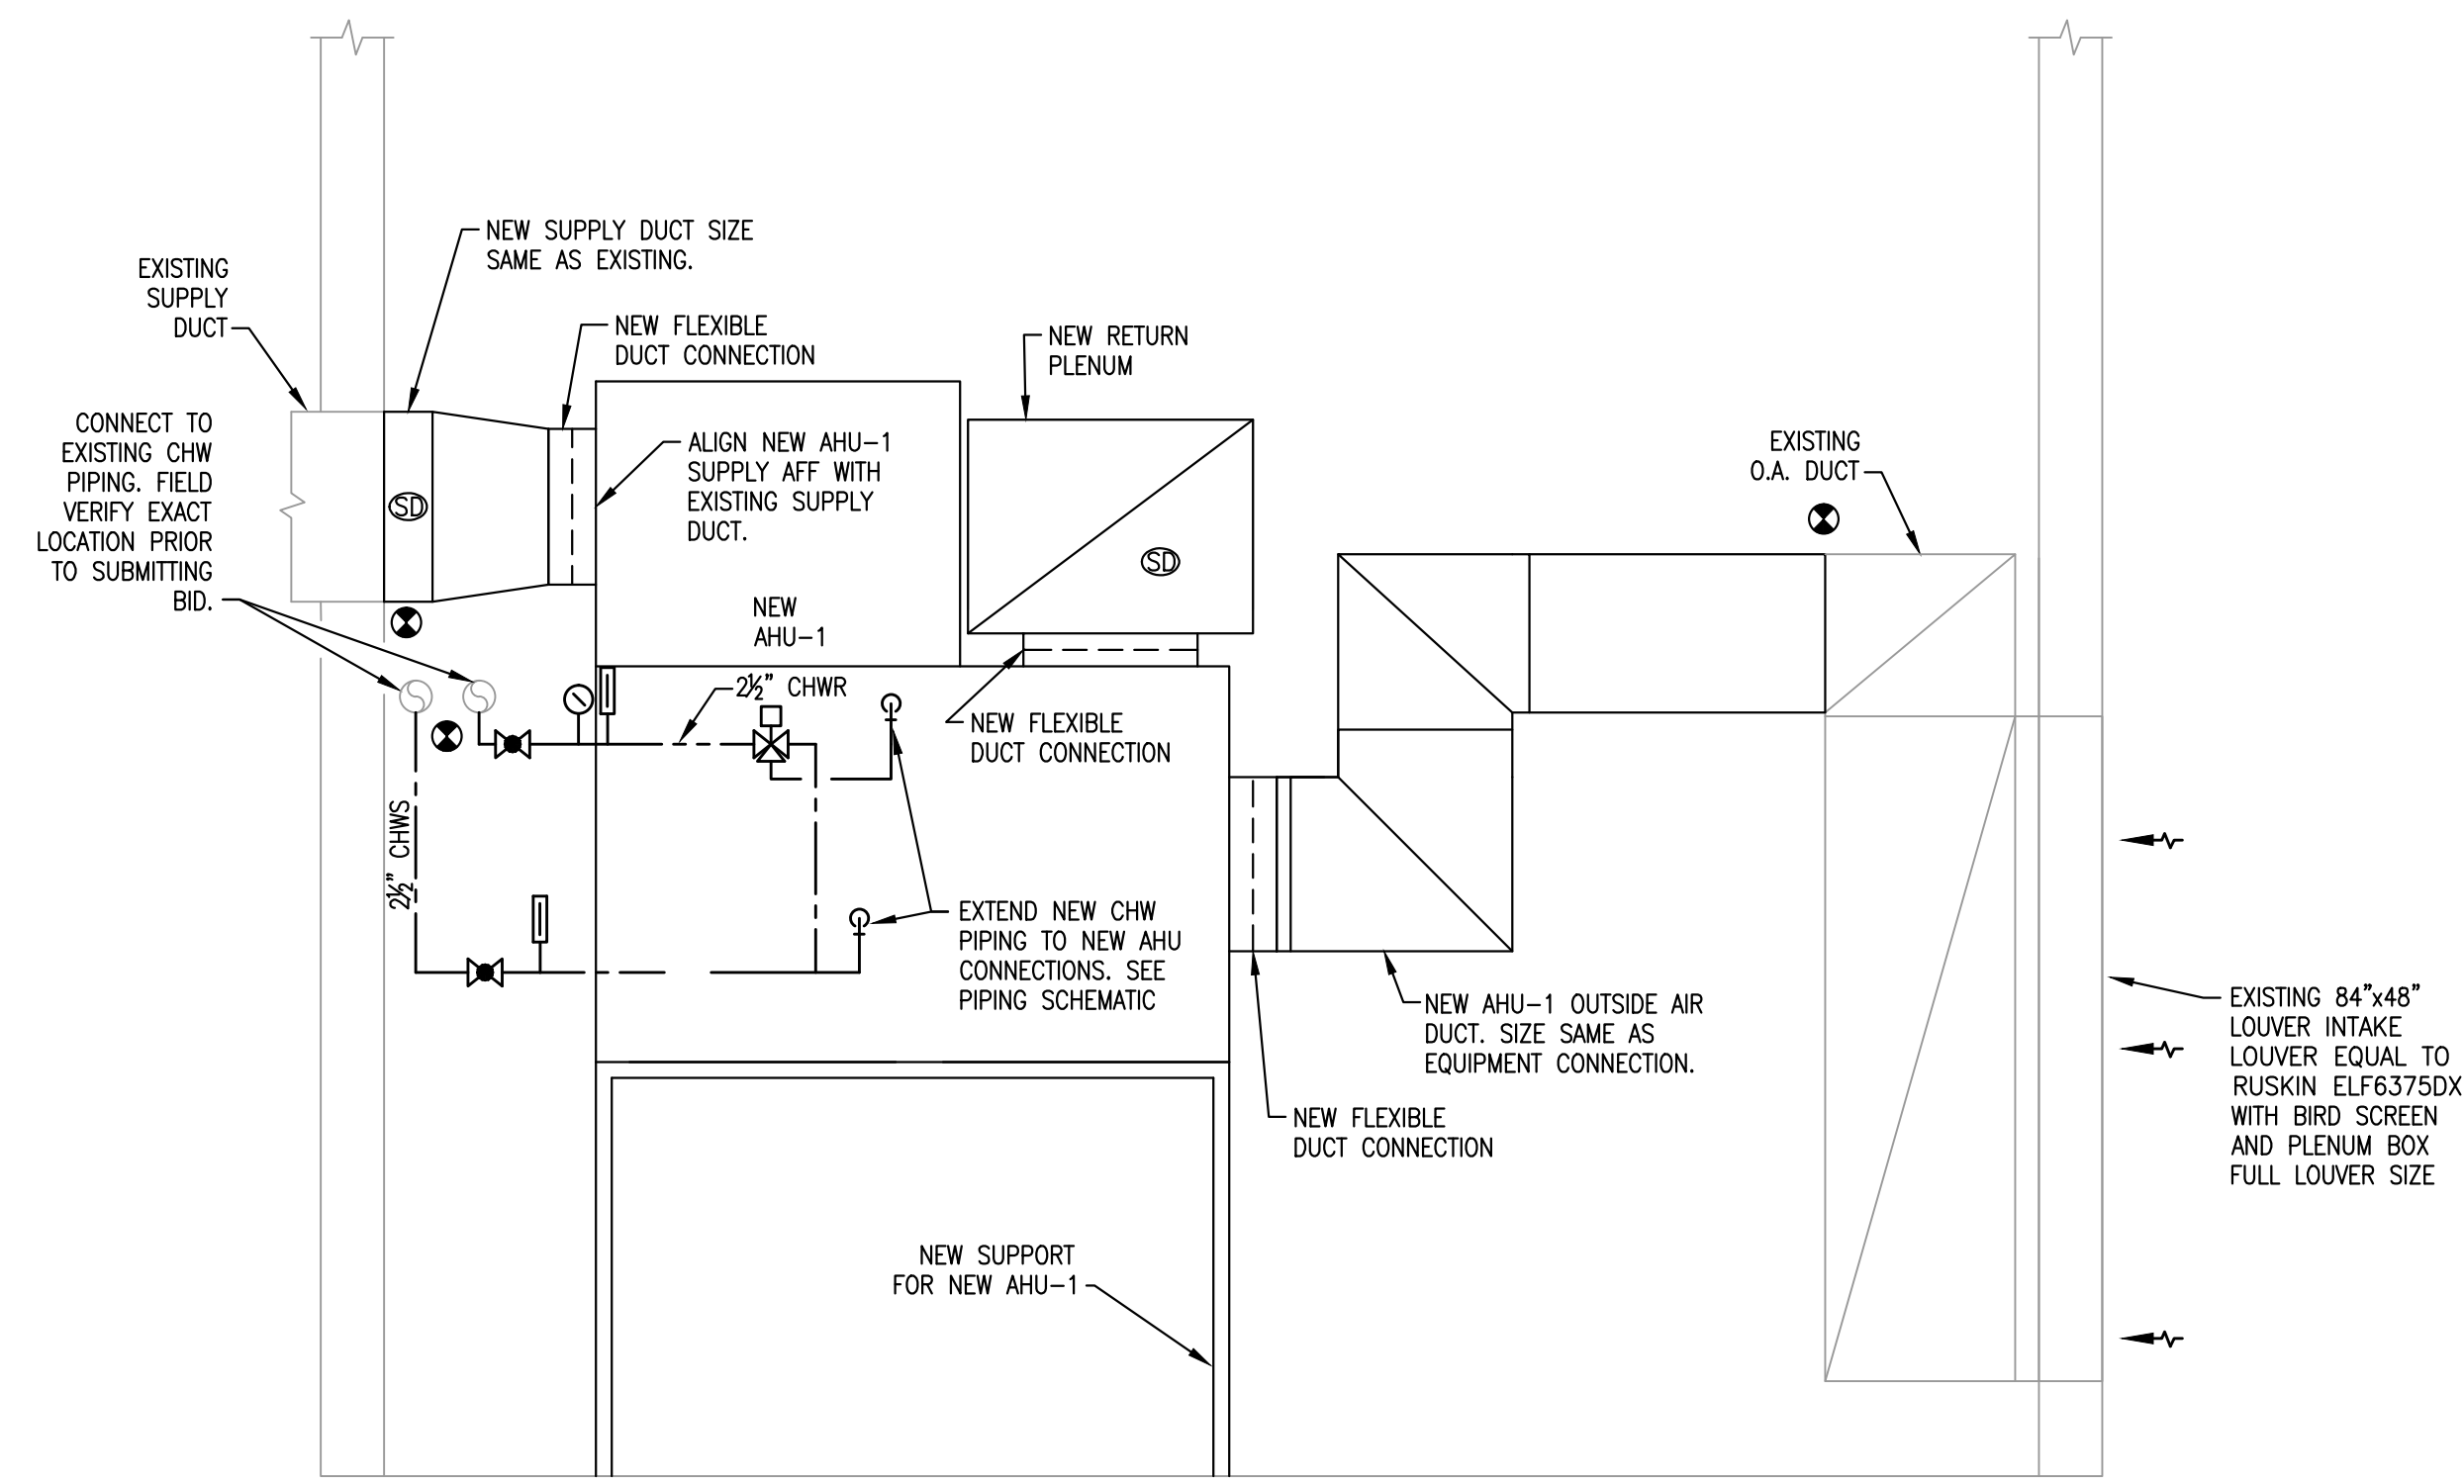 NEW SUPPLY DUCT SIZE
SAME AS EXISTING.
EXISTING
SUPPLY
DUCT
NEW FLEXIBLE
DUCT CONNECTION
NEW RETURN
PLENUM
CONNECT TO
EXISTING CHW
PIPING. FIELD
VERIFY EXACT
LOCATION PRIOR
TO SUBMITTING
BID.
ALIGN NEW AHU-1
SUPPLY AFF WITH
EXISTING SUPPLY
DUCT.
EXISTING
O.A. DUCT
SD
SD
NEW
AHU-1
2½" CHWR
NEW FLEXIBLE
DUCT CONNECTION
2½" CHWS
EXTEND NEW CHW
PIPING TO NEW AHU
CONNECTIONS. SEE
PIPING SCHEMATIC
NEW AHU-1 OUTSIDE AIR
DUCT. SIZE SAME AS
EQUIPMENT CONNECTION.
EXISTING 84"x48"
LOUVER INTAKE
LOUVER EQUAL TO
RUSKIN ELF6375DX
WITH BIRD SCREEN
AND PLENUM BOX
FULL LOUVER SIZE
NEW FLEXIBLE
DUCT CONNECTION
NEW SUPPORT
FOR NEW AHU-1